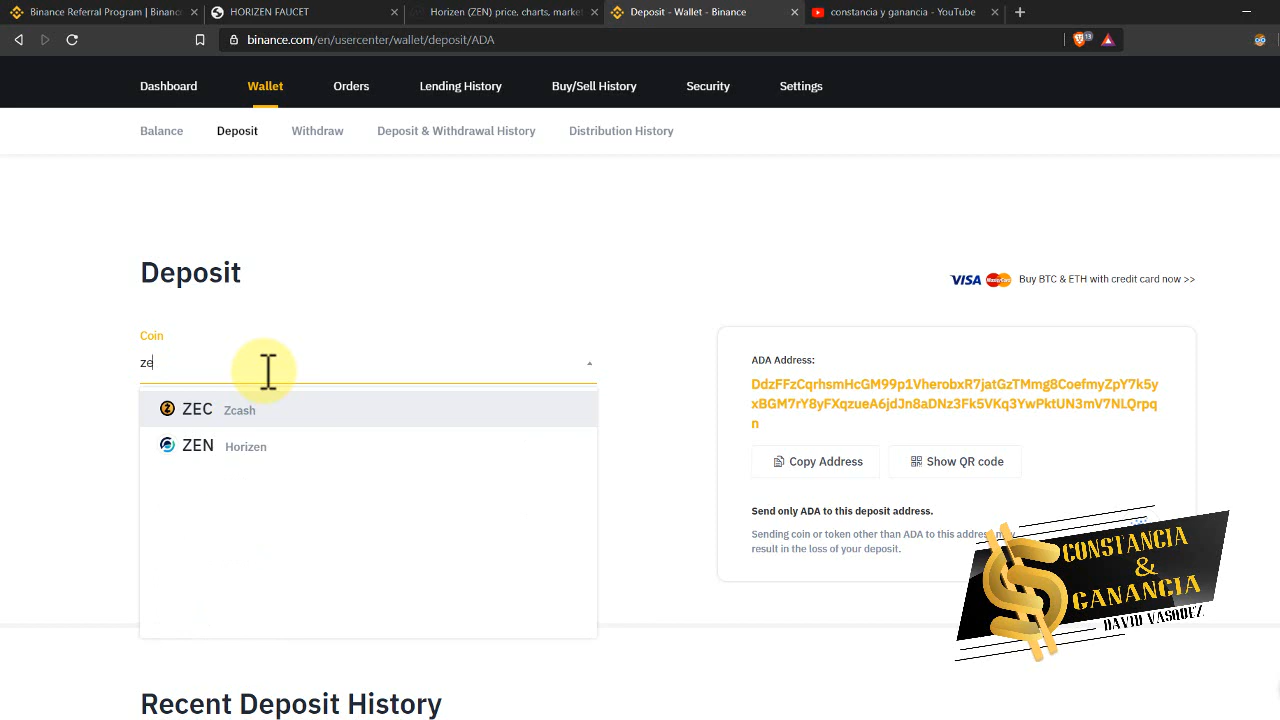 Binance Referral Program | Binanc
HORIZEN FAUCET
Horizen (ZEN) price, charts, market
Deposit - Wallet - Binance
constancia y ganancia - YouTube
binance.com/en/usercenter/wallet/deposit/ADA
13
Dashboard
Wallet
Orders
Lending History
Buy/Sell History
Security
Settings
Balance
Deposit
Withdraw
Deposit & Withdrawal History
Distribution History
Deposit
VISA
Buy BTC & ETH with credit card now >>
Coin
ze
ZEC Zcash
ZEN Horizen
ADA Address:
DdzFFzCqrhsmHcGM99p1VherobxR7jatGzTMmg8CoefmyZpY7k5y
xBGM7rY8yFXqzueA6jdJn8aDNz3Fk5VKq3YwPktUN3mV7NLQrpq
n
Copy Address
Show QR code
Send only ADA to this deposit address.
Sending coin or token other than ADA to this address may
result in the loss of your deposit.
CONSTANCIA
&
GANANCIA
DAVID VASQUEZ
Recent Deposit History